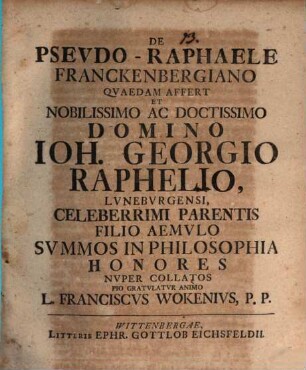 DE
73.
PSEVDO-RAPHAELE
FRANCKENBERGIANO
QVAEDAM AFFERT
ET
NOBILISSIMO AC DOCTISSIMO
DOMINO
IOH. GEORGIO
RAPHELIO,
LVNEBVRGENSI,
CELEBERRIMI PARENTIS
FILIO AEMVLO
SVMMOS IN PHILOSOPHIA
HONORES
NVPER COLLATOS
PIO GRATVLATVR ANIMO
L. FRANCISCVS WOKENIVS, P. P.
WITTENBERGAE,
LITTERIS EPHR. GOTTLOB EICHSFELDII.